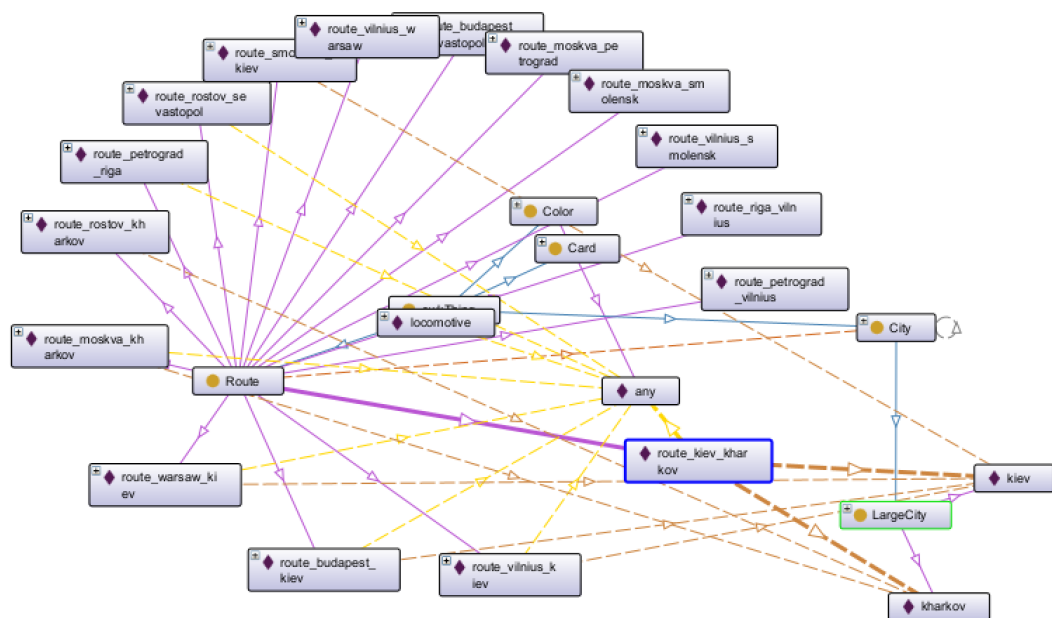 route_vilnius_w
arsaw
route_budapest
vastopol
route_smo
kiev
route_moskva_pe
trograd
route_rostov_se
vastopol
route_moskva_sm
olensk
route_petrograd
_riga
route_vilnius_s
molensk
route_rostov_kh
arkov
Color
route_riga_viln
ius
Card
route_petrograd
_vilnius
locomotive
City
route_moskva_kh
arkov
Route
any
route_kiev_khar
kov
route_warsaw_ki
ev
kiev
LargeCity
route_budapest_
kiev
route_vilnius_k
iev
kharkov